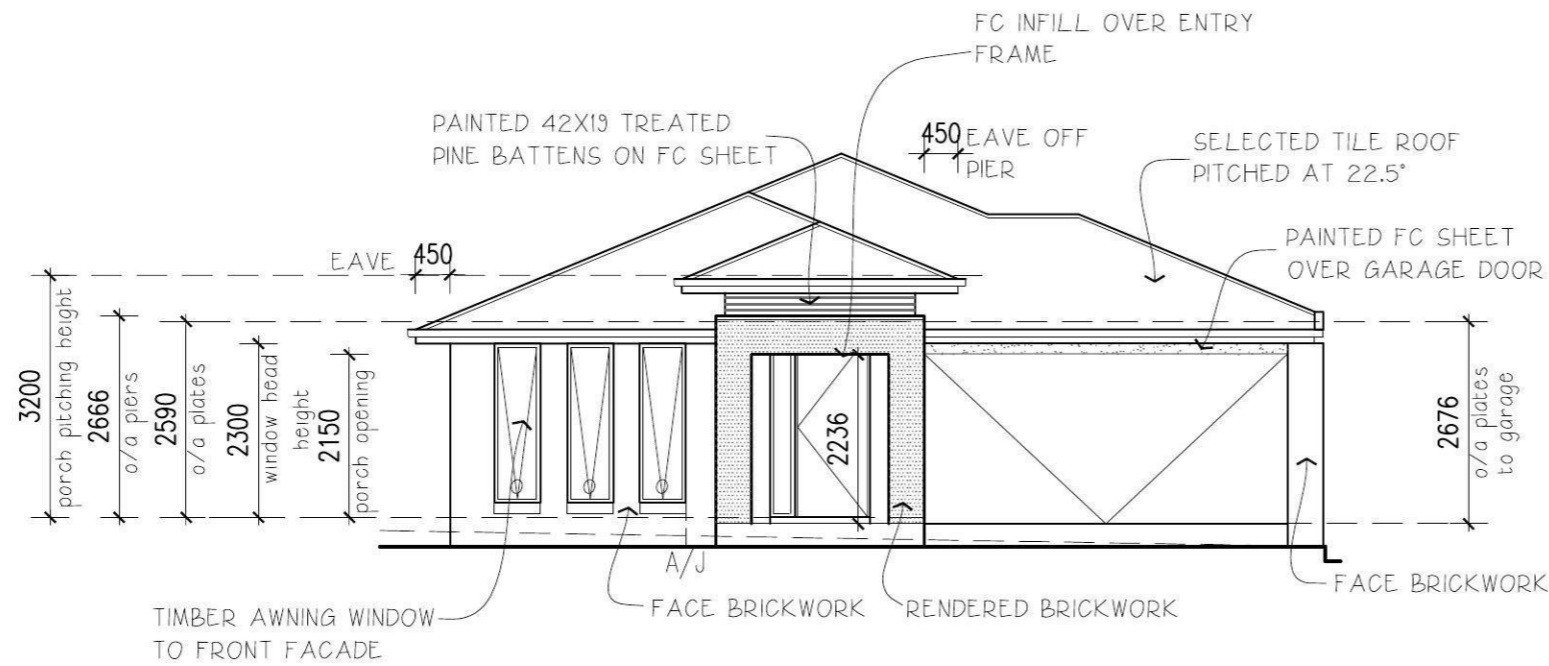 FC INFILL OVER ENTRY
FRAME
PAINTED 42X19 TREATED
PINE BATTENS ON FC SHEET
450 EAVE OFF
PIER
SELECTED TILE ROOF
PITCHED AT 22.5°
PAINTED FC SHEET
OVER GARAGE DOOR
EAVE 450
3200
porch pitching height
2666
o/a piers
2590
o/a plates
2300
window head
height
2150
porch opening
2236
2676
o/a plates
to garage
A/J
TIMBER AWNING WINDOW
TO FRONT FACADE
FACE BRICKWORK
RENDERED BRICKWORK
FACE BRICKWORK